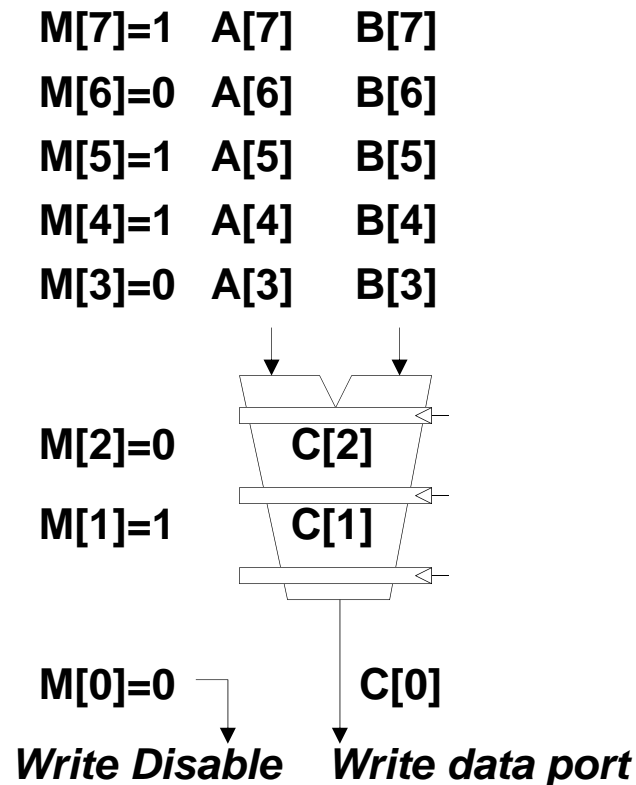 M[7]=1 A[7] B[7]
M[6]=0 A[6] B[6]
M[5]=1 A[5] B[5]
M[4]=1 A[4] B[4]
M[3]=0 A[3] B[3]
M[2]=0 C[2]
M[1]=1 C[1]
M[0]=0 C[0]
Write Disable Write data port